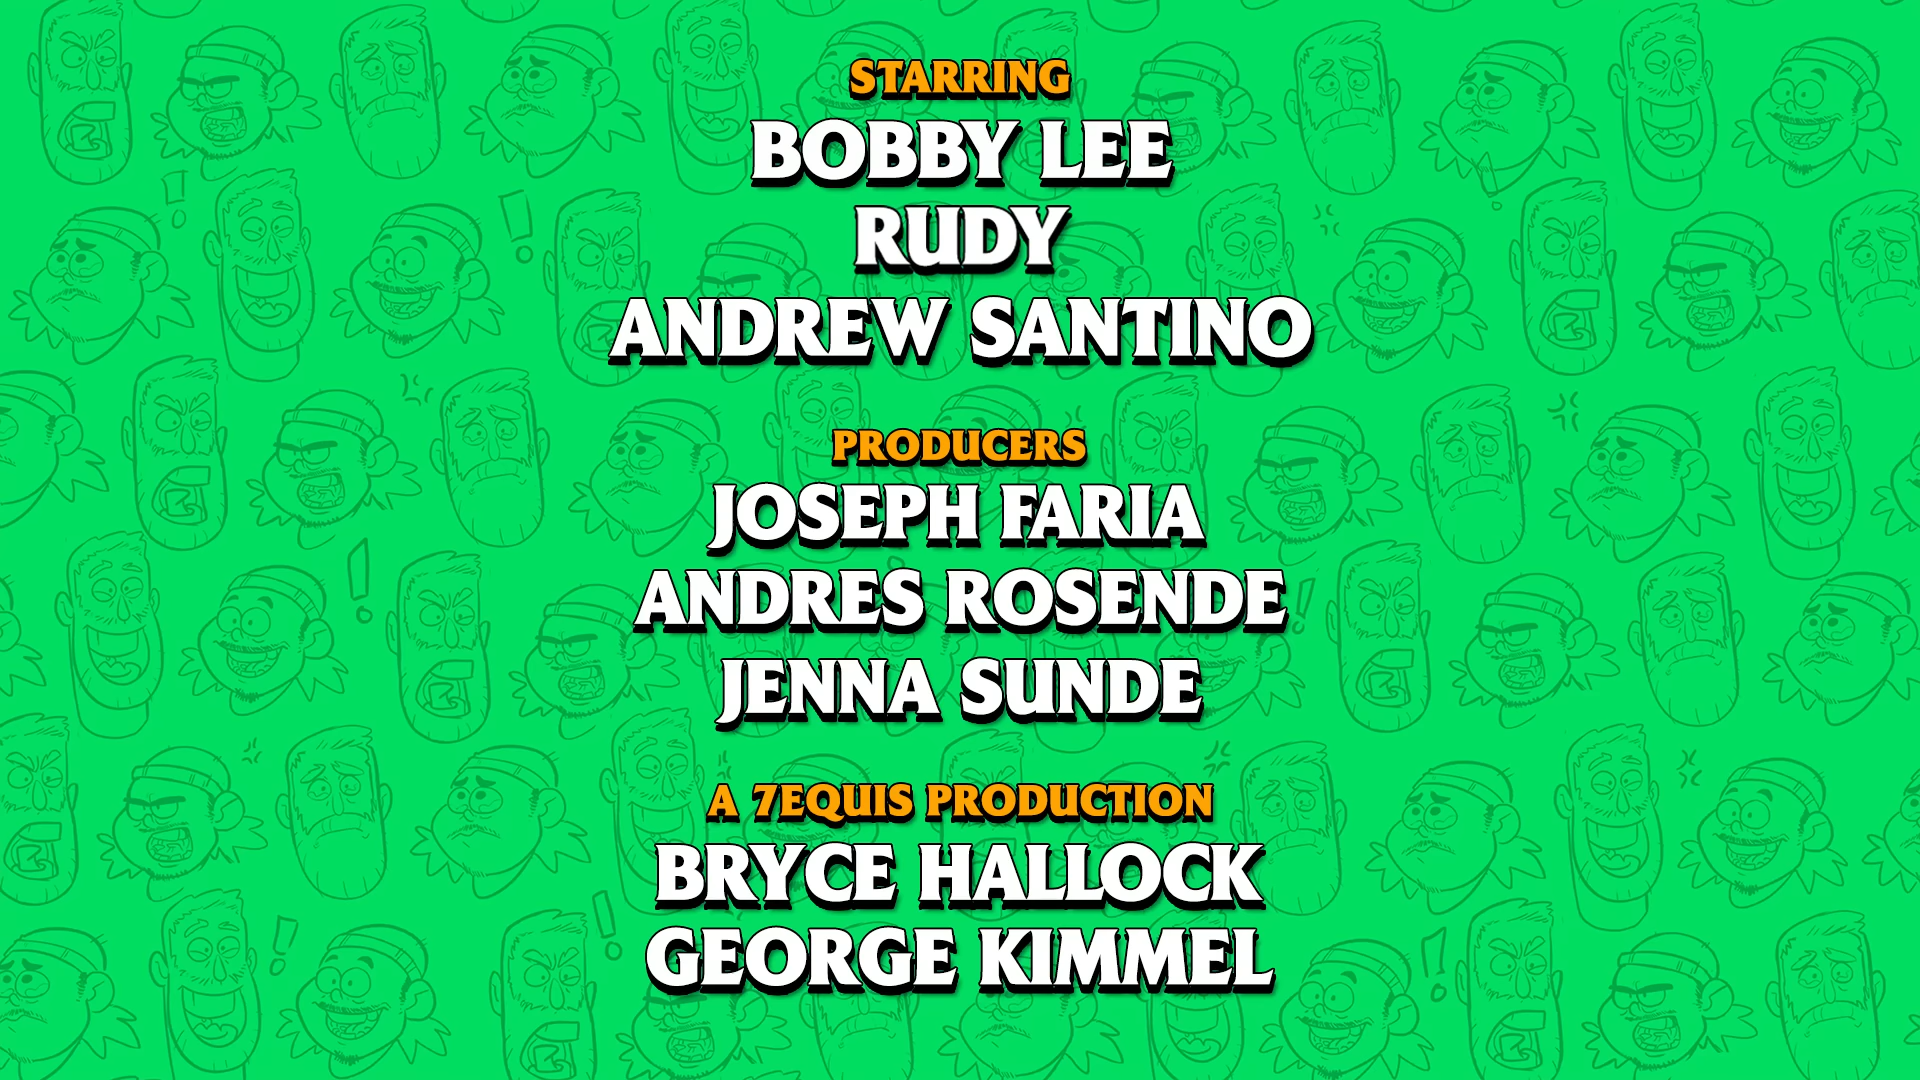 STARRING
BOBBY LEE
RUDY
ANDREW SANTINO
PRODUCERS
JOSEPH FARIA
ANDRES ROSENDE
JENNA SUNDE
A 7EQUIS PRODUCTION
BRYCE HALLOCK
GEORGE KIMMEL